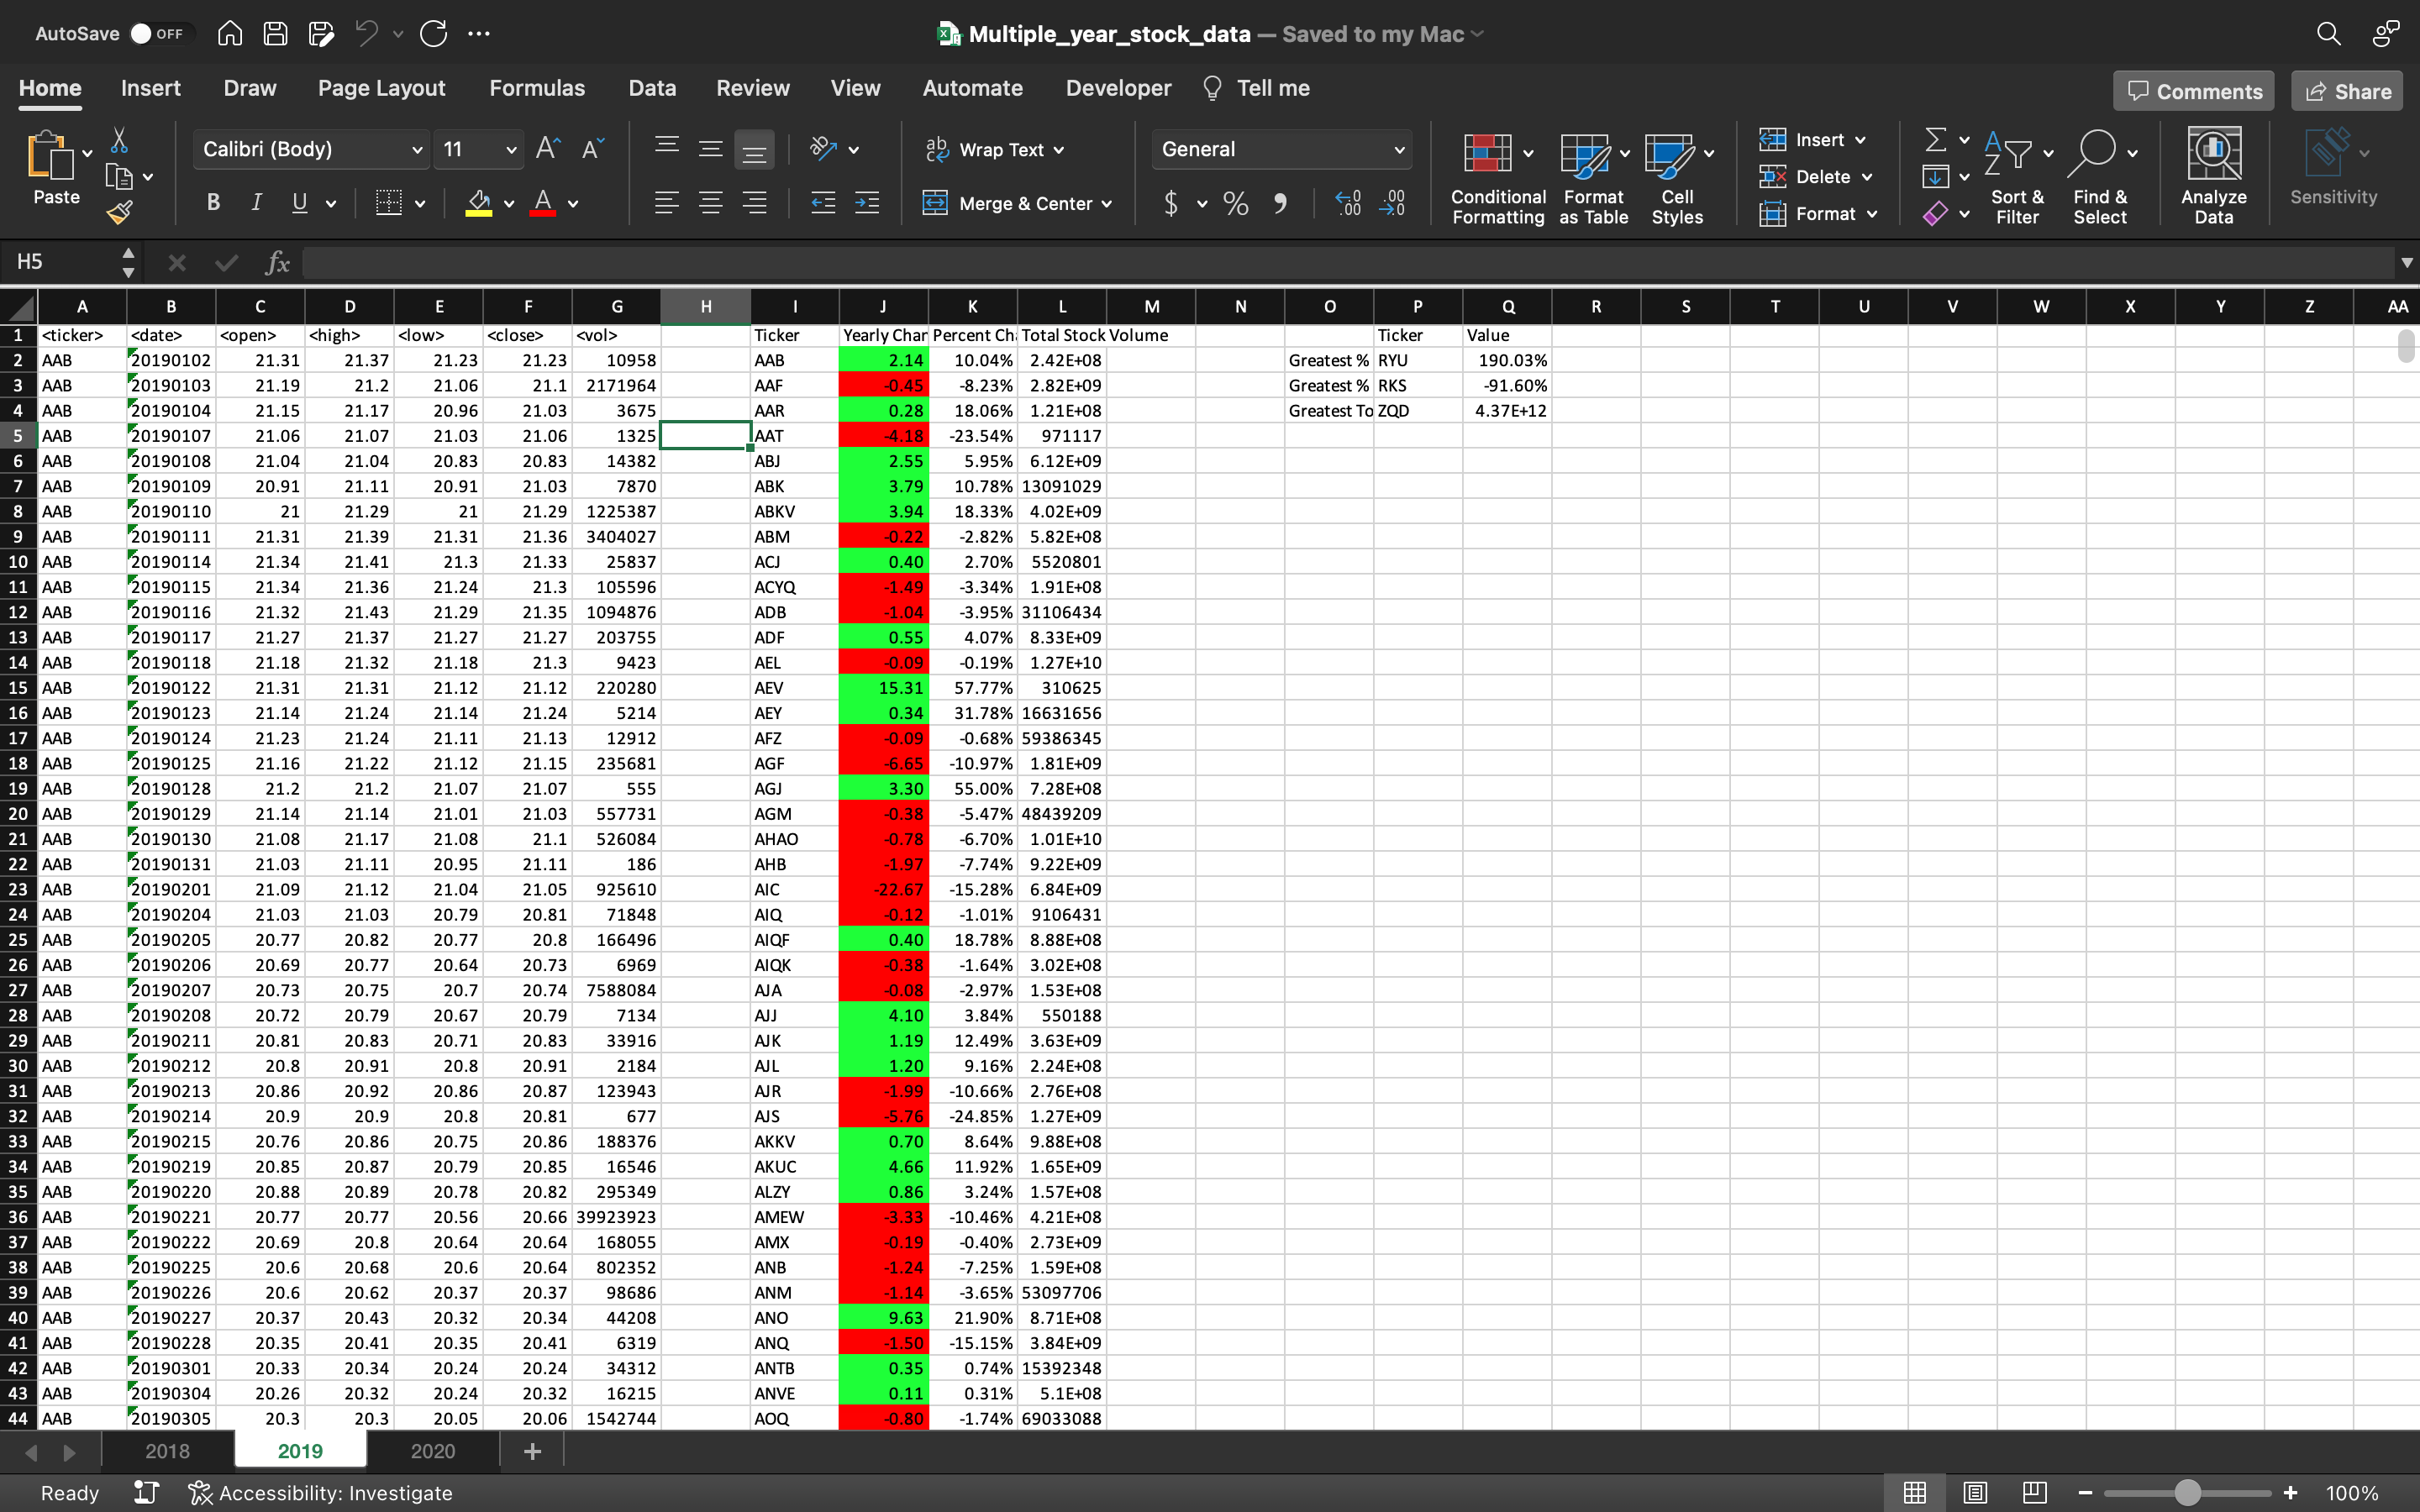 AutoSave OFF Multiple_year_stock_data — Saved to my Mac
Home Insert Draw Page Layout Formulas Data Review View Automate Developer Tell me Comments Share
Paste Calibri (Body) 11 Wrap Text General Conditional Formatting Format as Table Cell Styles Insert Sort & Filter Find & Select Analyze Data Sensitivity
B I U A Merge & Center $ % Delete
Format
H5 fx
A B C D E F G H I J K L M N O P Q R S T U V W X Y Z AA
1 <ticker> <date> <open> <high> <low> <close> <vol> Ticker Yearly Char Percent Ch Total Stock Volume Ticker Value
2 AAB 20190102 21.31 21.37 21.23 21.23 10958 AAB 2.14 10.04% 2.42E+08 Greatest % RYU 190.03%
3 AAB 20190103 21.19 21.2 21.06 21.1 2171964 AAF -0.45 -8.23% 2.82E+09 Greatest % RKS -91.60%
4 AAB 20190104 21.15 21.17 20.96 21.03 3675 AAR 0.28 18.06% 1.21E+08 Greatest To ZQD 4.37E+12
5 AAB 20190107 21.06 21.07 21.03 21.06 1325 AAT -4.18 -23.54% 971117
6 AAB 20190108 21.04 21.04 20.83 20.83 14382 ABJ 2.55 5.95% 6.12E+09
7 AAB 20190109 20.91 21.11 20.91 21.03 7870 ABK 3.79 10.78% 13091029
8 AAB 20190110 21 21.29 21 21.29 1225387 ABKV 3.94 18.33% 4.02E+09
9 AAB 20190111 21.31 21.39 21.31 21.36 3404027 ABM -0.22 -2.82% 5.82E+08
10 AAB 20190114 21.34 21.41 21.3 21.33 25837 ACJ 0.40 2.70% 5520801
11 AAB 20190115 21.34 21.36 21.24 21.3 105596 ACYQ -1.49 -3.34% 1.91E+08
12 AAB 20190116 21.32 21.43 21.29 21.35 1094876 ADB -1.04 -3.95% 31106434
13 AAB 20190117 21.27 21.37 21.27 21.27 203755 ADF 0.55 4.07% 8.33E+09
14 AAB 20190118 21.18 21.32 21.18 21.3 9423 AEL -0.09 -0.19% 1.27E+10
15 AAB 20190122 21.31 21.31 21.12 21.12 220280 AEV 15.31 57.77% 310625
16 AAB 20190123 21.14 21.24 21.14 21.24 5214 AEY 0.34 31.78% 16631656
17 AAB 20190124 21.23 21.24 21.11 21.13 12912 AFZ -0.09 -0.68% 59386345
18 AAB 20190125 21.16 21.22 21.12 21.15 235681 AGF -6.65 -10.97% 1.81E+09
19 AAB 20190128 21.2 21.2 21.07 21.07 555 AGJ 3.30 55.00% 7.28E+08
20 AAB 20190129 21.14 21.14 21.01 21.03 557731 AGM -0.38 -5.47% 48439209
21 AAB 20190130 21.08 21.17 21.08 21.1 526084 AHAO -0.78 -6.70% 1.01E+10
22 AAB 20190131 21.03 21.11 20.95 21.11 186 AHB -1.97 -7.74% 9.22E+09
23 AAB 20190201 21.09 21.12 21.04 21.05 925610 AIC -22.67 -15.28% 6.84E+09
24 AAB 20190204 21.03 21.03 20.79 20.81 71848 AIQ -0.12 -1.01% 9106431
25 AAB 20190205 20.77 20.82 20.77 20.8 166496 AIQF 0.40 18.78% 8.88E+08
26 AAB 20190206 20.69 20.77 20.64 20.73 6969 AIQK -0.38 -1.64% 3.02E+08
27 AAB 20190207 20.73 20.75 20.7 20.74 7588084 AJA -0.08 -2.97% 1.53E+08
28 AAB 20190208 20.72 20.79 20.67 20.79 7134 AJJ 4.10 3.84% 550188
29 AAB 20190211 20.81 20.83 20.71 20.83 33916 AJK 1.19 12.49% 3.63E+09
30 AAB 20190212 20.8 20.91 20.8 20.91 2184 AJL 1.20 9.16% 2.24E+08
31 AAB 20190213 20.86 20.92 20.86 20.87 123943 AJR -1.99 -10.66% 2.76E+08
32 AAB 20190214 20.9 20.9 20.8 20.81 677 AJS -5.76 -24.85% 1.27E+09
33 AAB 20190215 20.76 20.86 20.75 20.86 188376 AKKV 0.70 8.64% 9.88E+08
34 AAB 20190219 20.85 20.87 20.79 20.85 16546 AKUC 4.66 11.92% 1.65E+09
35 AAB 20190220 20.88 20.89 20.78 20.82 295349 ALZY 0.86 3.24% 1.57E+08
36 AAB 20190221 20.77 20.77 20.56 20.66 39923923 AMEW -3.33 -10.46% 4.21E+08
37 AAB 20190222 20.69 20.8 20.64 20.64 168055 AMX -0.19 -0.40% 2.73E+09
38 AAB 20190225 20.6 20.68 20.6 20.64 802352 ANB -1.24 -7.25% 1.59E+08
39 AAB 20190226 20.6 20.62 20.37 20.37 98686 ANM -1.14 -3.65% 53097706
40 AAB 20190227 20.37 20.43 20.32 20.34 44208 ANO 9.63 21.90% 8.71E+08
41 AAB 20190228 20.35 20.41 20.35 20.41 6319 ANQ -1.50 -15.15% 3.84E+09
42 AAB 20190301 20.33 20.34 20.24 20.24 34312 ANTB 0.35 0.74% 15392348
43 AAB 20190304 20.26 20.32 20.24 20.32 16215 ANVE 0.11 0.31% 5.1E+08
44 AAB 20190305 20.3 20.3 20.05 20.06 1542744 AOQ -0.80 -1.74% 69033088
2018 2019 2020 +
Ready Accessibility: Investigate 100%